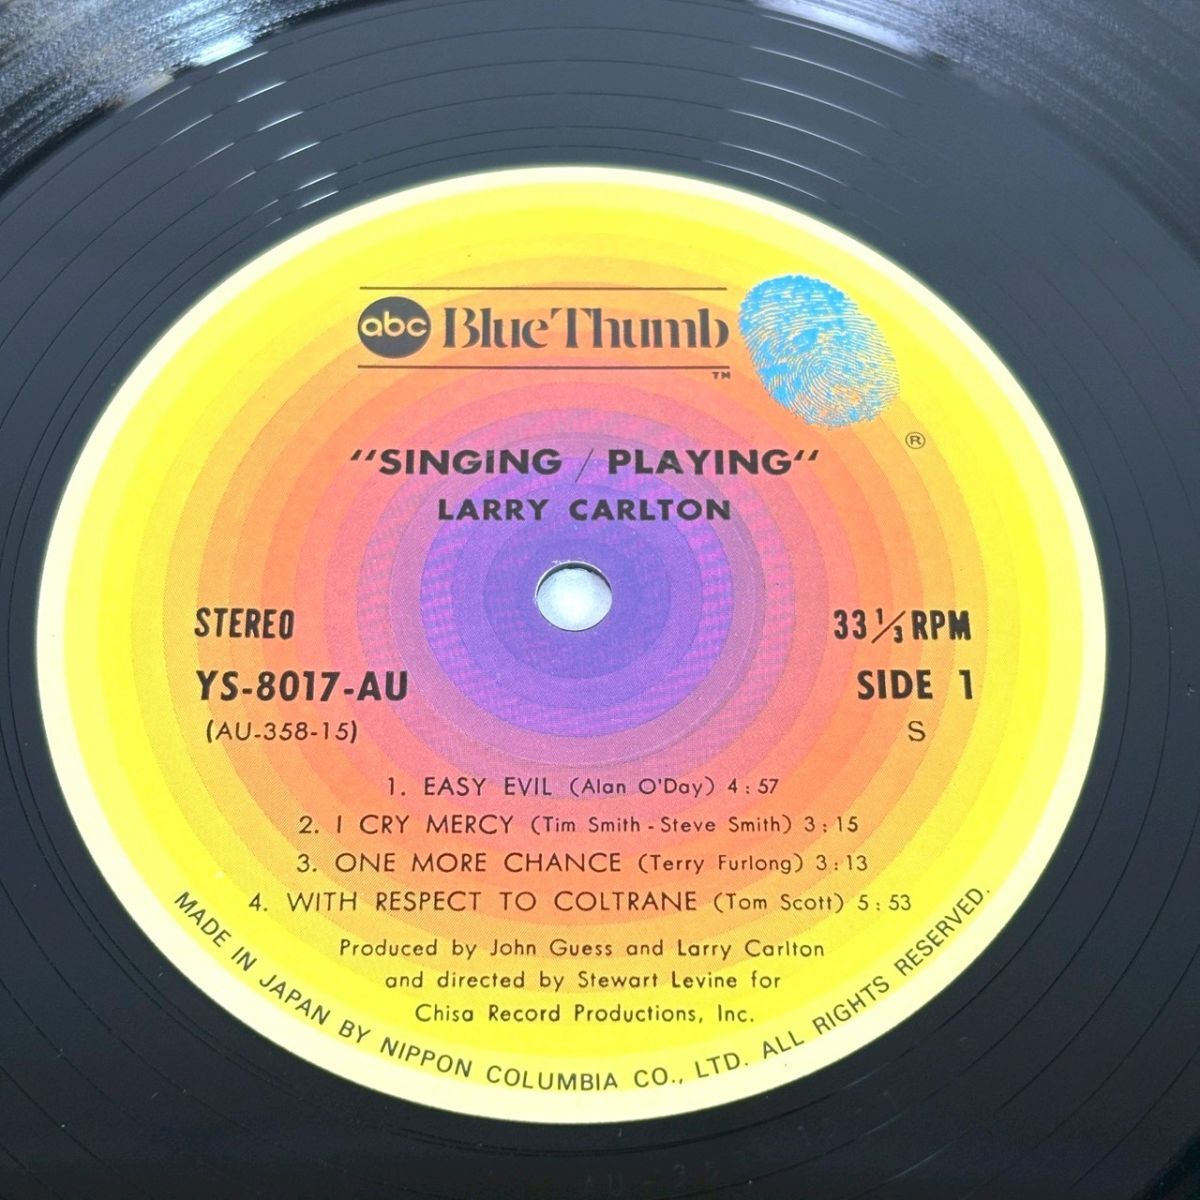 abc Blue Thumb
TM
®
"SINGING / PLAYING"
LARRY CARLTON
STEREO
33 1/3 RPM
YS-8017-AU
SIDE 1
(AU-358-15)
S
1. EASY EVIL (Alan O'Day) 4:57
2. I CRY MERCY (Tim Smith - Steve Smith) 3:15
3. ONE MORE CHANCE (Terry Furlong) 3:13
4. WITH RESPECT TO COLTRANE (Tom Scott) 5:53
Produced by John Guess and Larry Carlton
and directed by Stewart Levine for
Chisa Record Productions, Inc.
MADE IN JAPAN BY NIPPON COLUMBIA CO., LTD. ALL RIGHTS RESERVED.